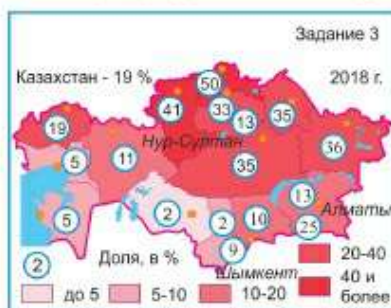 Задание 3
Казахстан - 19 %
2018 г.
50
41
33
13
35
19
5
11
Нур-Султан
35
36
5
2
2
10
13
Алматы
25
9
Шымкент
2
Доля, в %
до 5
5-10
10-20
20-40
40 и
более